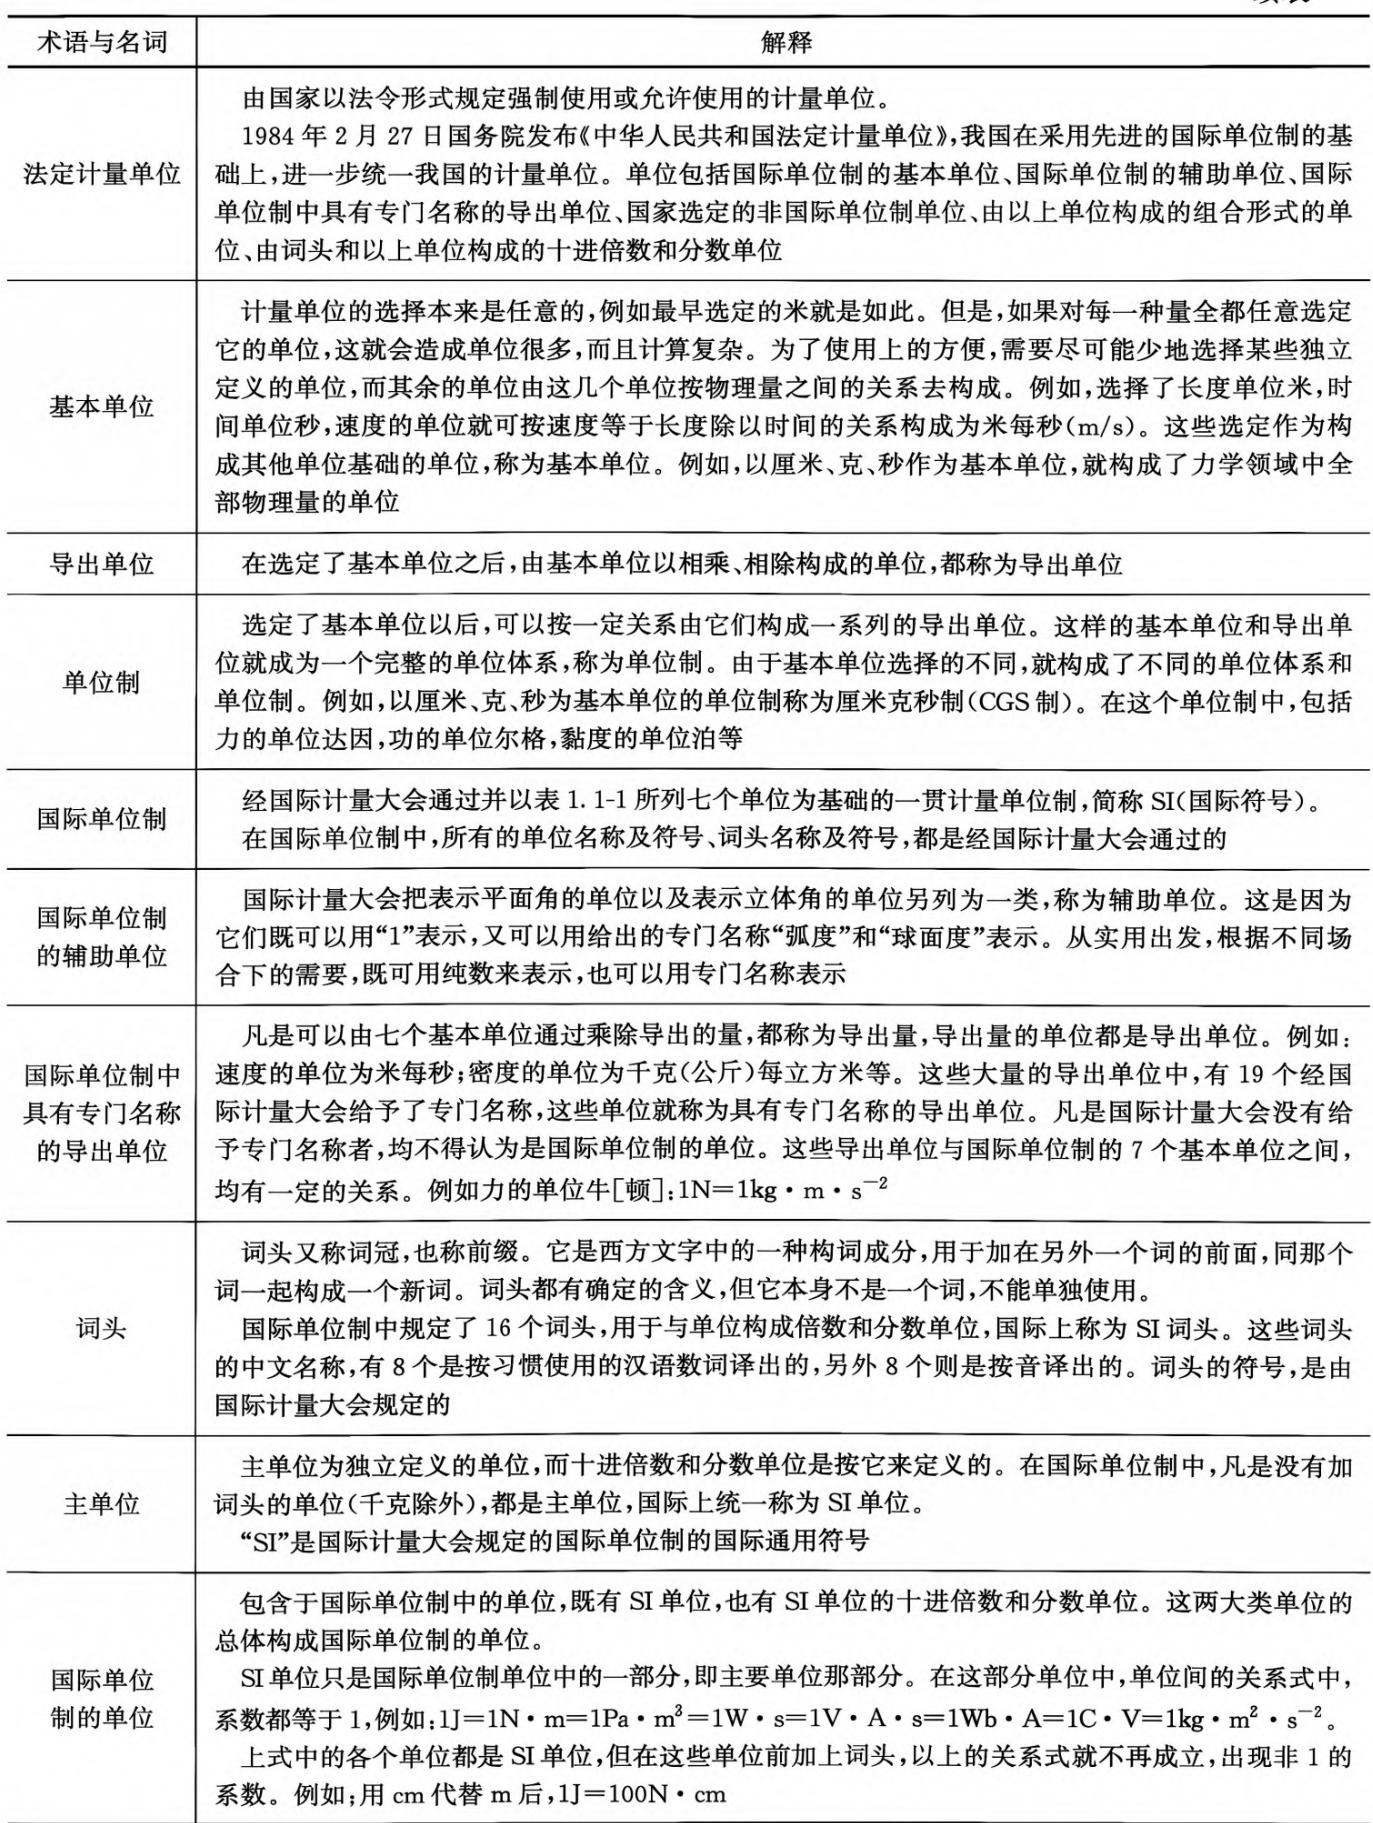 术语与名词 解释
由国家以法令形式规定强制使用或允许使用的计量单位。
1984 年 2 月 27 日国务院发布《中华人民共和国法定计量单位》,我国在采用先进的国际单位制的基
法定计量单位 础上,进一步统一我国的计量单位。单位包括国际单位制的基本单位、国际单位制的辅助单位、国际
单位制中具有专门名称的导出单位、国家选定的非国际单位制单位、由以上单位构成的组合形式的单
位、由词头和以上单位构成的十进倍数和分数单位
计量单位的选择本来是任意的,例如最早选定的米就是如此。但是,如果对每一种量全都任意选定
它的单位,这就会造成单位很多,而且计算复杂。为了使用上的方便,需要尽可能少地选择某些独立
定义的单位,而其余的单位由这几个单位按物理量之间的关系去构成。例如,选择了长度单位米,时
基本单位
间单位秒,速度的单位就可按速度等于长度除以时间的关系构成为米每秒(m/s)。这些选定作为构
成其他单位基础的单位,称为基本单位。例如,以厘米、克、秒作为基本单位,就构成了力学领域中全
部物理量的单位
导出单位 在选定了基本单位之后,由基本单位以相乘、相除构成的单位,都称为导出单位
选定了基本单位以后,可以按一定关系由它们构成一系列的导出单位。这样的基本单位和导出单
位就成为一个完整的单位体系,称为单位制。由于基本单位选择的不同,就构成了不同的单位体系和
单位制
单位制。例如,以厘米、克、秒为基本单位的单位制称为厘米克秒制(CGS 制)。在这个单位制中,包括
力的单位达因,功的单位尔格,黏度的单位泊等
国际单位制
经国际计量大会通过并以表 1.1-1 所列七个单位为基础的一贯计量单位制,简称 SI(国际符号)。
在国际单位制中,所有的单位名称及符号、词头名称及符号,都是经国际计量大会通过的
国际单位制
的辅助单位
国际计量大会把表示平面角的单位以及表示立体角的单位另列为一类,称为辅助单位。这是因为
它们既可以用“1”表示,又可以用给出的专门名称“弧度”和“球面度”表示。从实用出发,根据不同场
合下的需要,既可用纯数来表示,也可以用专门名称表示
国际单位制中
具有专门名称
的导出单位
凡是可以由七个基本单位通过乘除导出的量,都称为导出量,导出量的单位都是导出单位。例如:
速度的单位为米每秒;密度的单位为千克(公斤)每立方米等。这些大量的导出单位中,有 19 个经国
际计量大会给予了专门名称,这些单位就称为具有专门名称的导出单位。凡是国际计量大会没有给
予专门名称者,均不得认为是国际单位制的单位。这些导出单位与国际单位制的 7 个基本单位之间,
均有一定的关系。例如力的单位牛[顿]:1N=1kg·m·s⁻²
词头
词头又称词冠,也称前缀。它是西方文字中的一种构词成分,用于加在另外一个词的前面,同那个
词一起构成一个新词。词头都有确定的含义,但它本身不是一个词,不能单独使用。
国际单位制中规定了 16 个词头,用于与单位构成倍数和分数单位,国际上称为 SI 词头。这些词头
的中文名称,有 8 个是按习惯使用的汉语数词译出的,另外 8 个则是按音译出的。词头的符号,是由
国际计量大会规定的
主单位
主单位为独立定义的单位,而十进倍数和分数单位是按它来定义的。在国际单位制中,凡是没有加
词头的单位(千克除外),都是主单位,国际上统一称为 SI 单位。
“SI”是国际计量大会规定的国际单位制的国际通用符号
国际单位
制的单位
包含于国际单位制中的单位,既有 SI 单位,也有 SI 单位的十进倍数和分数单位。这两大类单位的
总体构成国际单位制的单位。
SI 单位只是国际单位制单位中的一部分,即主要单位那部分。在这部分单位中,单位间的关系式中,
系数都等于 1,例如:1J=1N·m=1Pa·m³=1W·s=1V·A·s=1Wb·A=1C·V=1kg·m²·s⁻²。
上式中的各个单位都是 SI 单位,但在这些单位前加上词头,以上的关系式就不再成立,出现非 1 的
系数。例如;用 cm 代替 m 后,1J=100N·cm